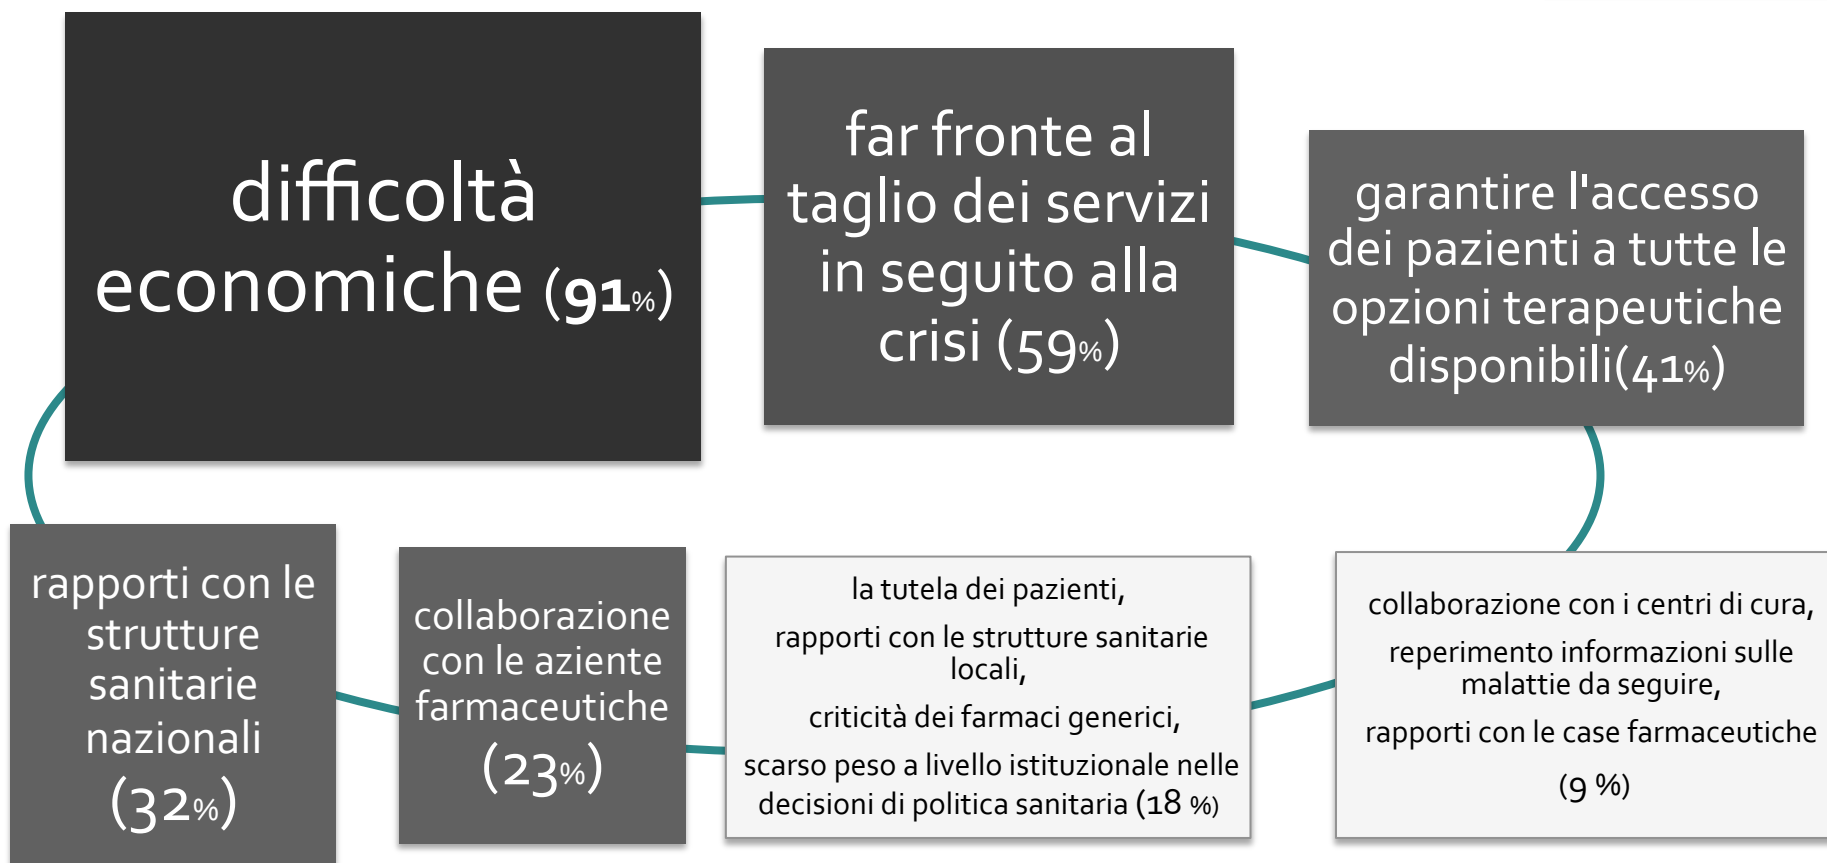 difficoltà
economiche (91%)
far fronte al
taglio dei servizi
in seguito alla
crisi (59%)
garantire l'accesso
dei pazienti a tutte le
opzioni terapeutiche
disponibili(41%)
rapporti con le
strutture
sanitarie
nazionali
(32%)
collaborazione
con le aziente
farmaceutiche
(23%)
la tutela dei pazienti,
rapporti con le strutture sanitarie
locali,
criticità dei farmaci generici,
scarso peso a livello istituzionale nelle
decisioni di politica sanitaria (18 %)
collaborazione con i centri di cura,
reperimento informazioni sulle
malattie da seguire,
rapporti con le case farmaceutiche
(9 %)